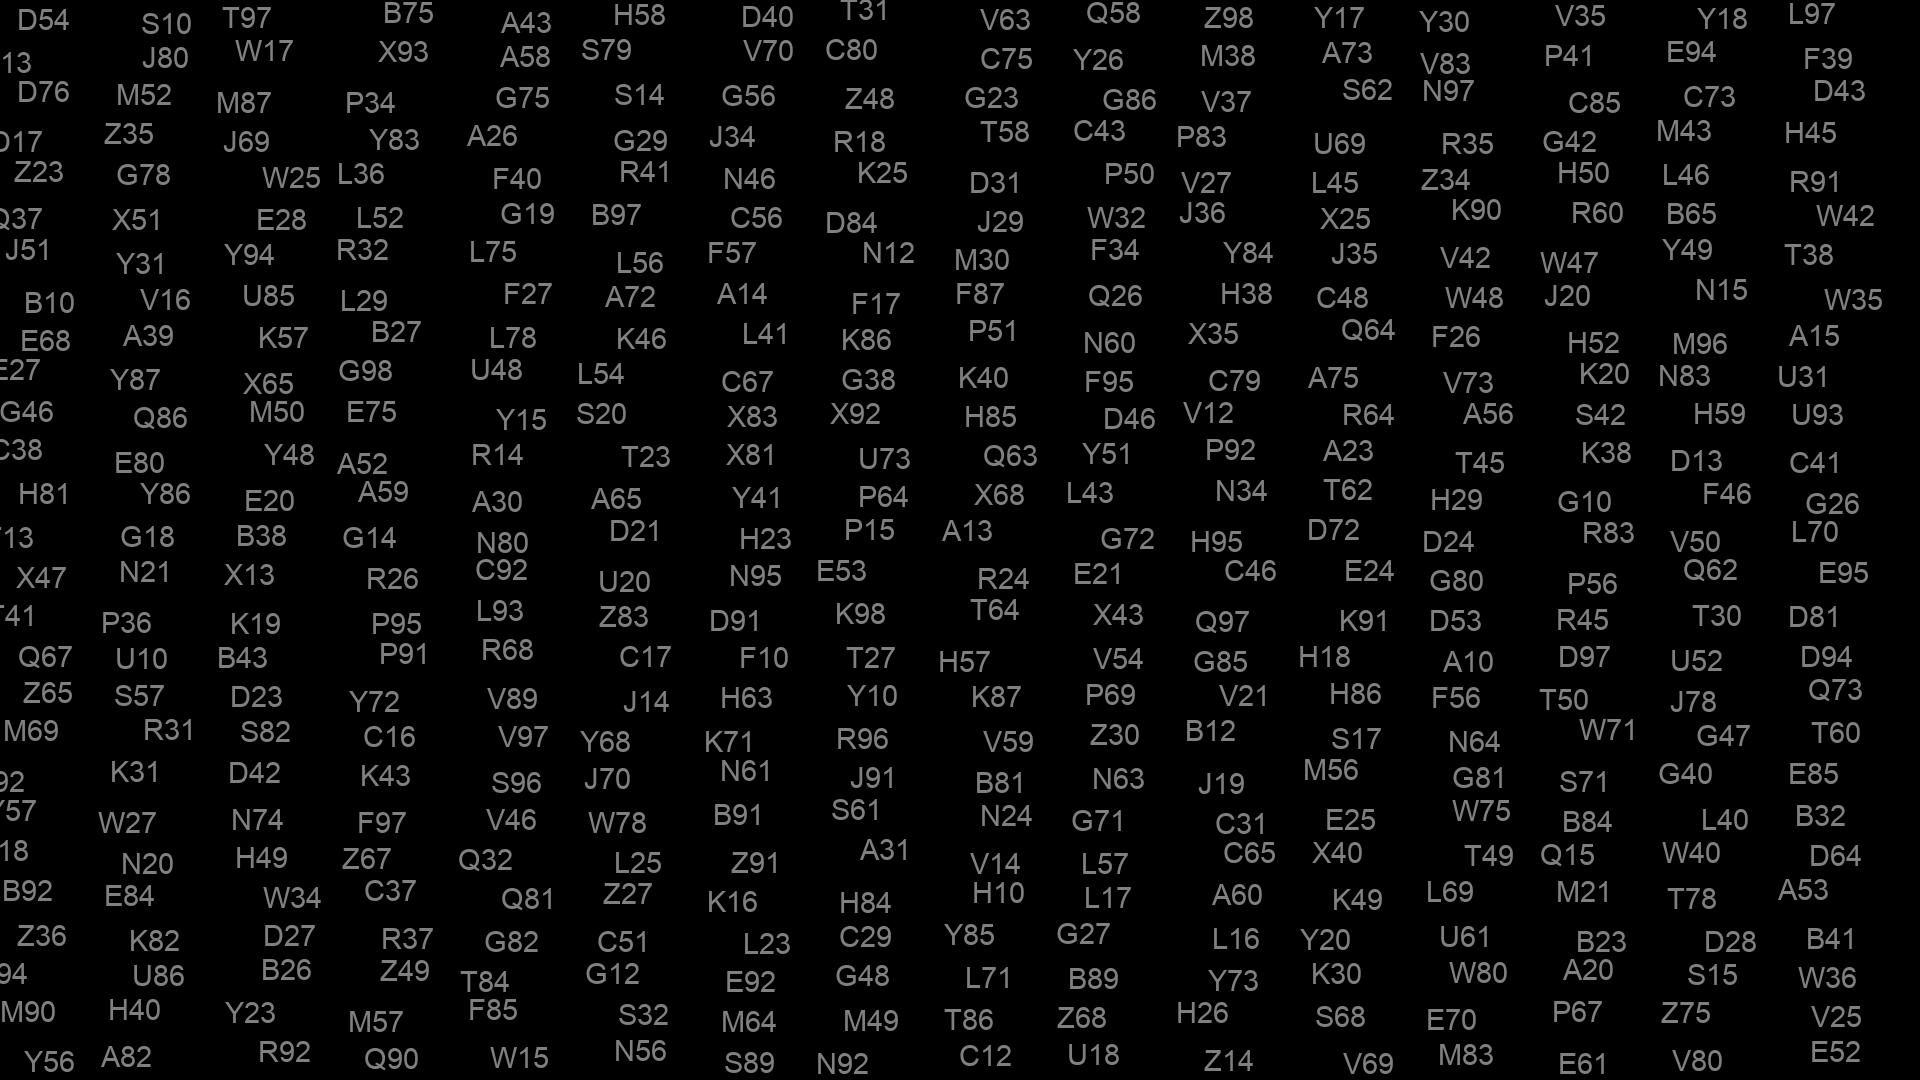 D54 S10 T97 B75 A43 H58 D40 T31 V63 Q58 Z98 Y17 Y30 V35 Y18 L97
13 J80 W17 X93 A58 S79 V70 C80 C75 Y26 M38 A73 V83 P41 E94 F39
D76 M52 M87 P34 G75 S14 G56 Z48 G23 G86 V37 S62 N97 C85 C73 D43
D17 Z35 J69 Y83 A26 G29 J34 R18 T58 C43 P83 U69 R35 G42 M43 H45
Z23 G78 W25 L36 F40 R41 N46 K25 D31 P50 V27 L45 Z34 H50 L46 R91
Q37 X51 E28 L52 G19 B97 C56 D84 J29 W32 J36 X25 K90 R60 B65 W42
J51 Y31 Y94 R32 L75 L56 F57 N12 M30 F34 Y84 J35 V42 W47 Y49 T38
B10 V16 U85 L29 F27 A72 A14 F17 F87 Q26 H38 C48 W48 J20 N15 W35
E68 A39 K57 B27 L78 K46 L41 K86 P51 N60 X35 Q64 F26 H52 M96 A15
E27 Y87 X65 G98 U48 L54 C67 G38 K40 F95 C79 A75 V73 K20 N83 U31
G46 Q86 M50 E75 Y15 S20 X83 X92 H85 D46 V12 R64 A56 S42 H59 U93
C38 E80 Y48 A52 R14 T23 X81 U73 Q63 Y51 P92 A23 T45 K38 D13 C41
H81 Y86 E20 A59 A30 A65 Y41 P64 X68 L43 N34 T62 H29 G10 F46 G26
13 G18 B38 G14 N80 D21 H23 P15 A13 G72 H95 D72 D24 R83 V50 L70
X47 N21 X13 R26 C92 U20 N95 E53 R24 E21 C46 E24 G80 P56 Q62 E95
T41 P36 K19 P95 L93 Z83 D91 K98 T64 X43 Q97 K91 D53 R45 T30 D81
Q67 U10 B43 P91 R68 C17 F10 T27 H57 V54 G85 H18 A10 D97 U52 D94
Z65 S57 D23 Y72 V89 J14 H63 Y10 K87 P69 V21 H86 F56 T50 J78 Q73
M69 R31 S82 C16 V97 Y68 K71 R96 V59 Z30 B12 S17 N64 W71 G47 T60
92 K31 D42 K43 S96 J70 N61 J91 B81 N63 J19 M56 G81 S71 G40 E85
Y57 W27 N74 F97 V46 W78 B91 S61 N24 G71 C31 E25 W75 B84 L40 B32
18 N20 H49 Z67 Q32 L25 Z91 A31 V14 L57 C65 X40 T49 Q15 W40 D64
B92 E84 W34 C37 Q81 Z27 K16 H84 H10 L17 A60 K49 L69 M21 T78 A53
Z36 K82 D27 R37 G82 C51 L23 C29 Y85 G27 L16 Y20 U61 B23 D28 B41
94 U86 B26 Z49 T84 G12 E92 G48 L71 B89 Y73 K30 W80 A20 S15 W36
M90 H40 Y23 M57 F85 S32 M64 M49 T86 Z68 H26 S68 E70 P67 Z75 V25
Y56 A82 R92 Q90 W15 N56 S89 N92 C12 U18 Z14 V69 M83 E61 V80 E52